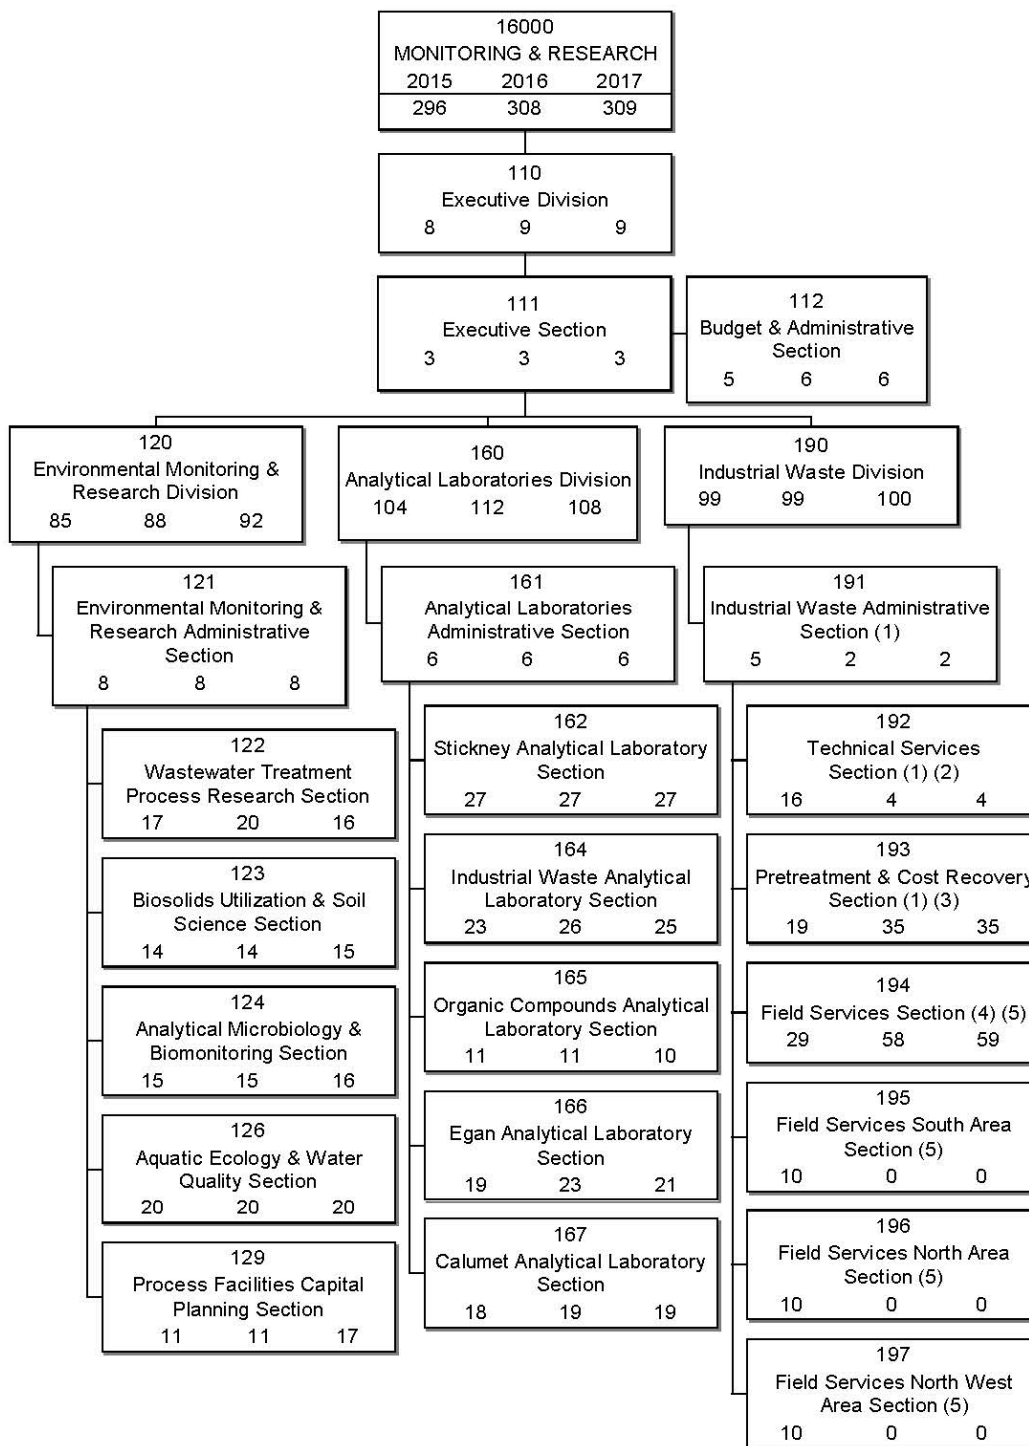 16000
MONITORING & RESEARCH
2015 2016 2017
296 308 309
110
Executive Division
8 9 9
111
Executive Section
3 3 3
112
Budget & Administrative
Section
5 6 6
120
Environmental Monitoring &
Research Division
85 88 92
121
Environmental Monitoring &
Research Administrative
Section
8 8 8
122
Wastewater Treatment
Process Research Section
17 20 16
123
Biosolids Utilization & Soil
Science Section
14 14 15
124
Analytical Microbiology &
Biomonitoring Section
15 15 16
126
Aquatic Ecology & Water
Quality Section
20 20 20
129
Process Facilities Capital
Planning Section
11 11 17
160
Analytical Laboratories Division
104 112 108
161
Analytical Laboratories
Administrative Section
6 6 6
162
Stickney Analytical Laboratory
Section
27 27 27
164
Industrial Waste Analytical
Laboratory Section
23 26 25
165
Organic Compounds Analytical
Laboratory Section
11 11 10
166
Egan Analytical Laboratory
Section
19 23 21
167
Calumet Analytical Laboratory
Section
18 19 19
190
Industrial Waste Division
99 99 100
191
Industrial Waste Administrative
Section (1)
5 2 2
192
Technical Services
Section (1) (2)
16 4 4
193
Pretreatment & Cost Recovery
Section (1) (3)
19 35 35
194
Field Services Section (4) (5)
29 58 59
195
Field Services South Area
Section (5)
10 0 0
196
Field Services North Area
Section (5)
10 0 0
197
Field Services North West
Area Section (5)
10 0 0